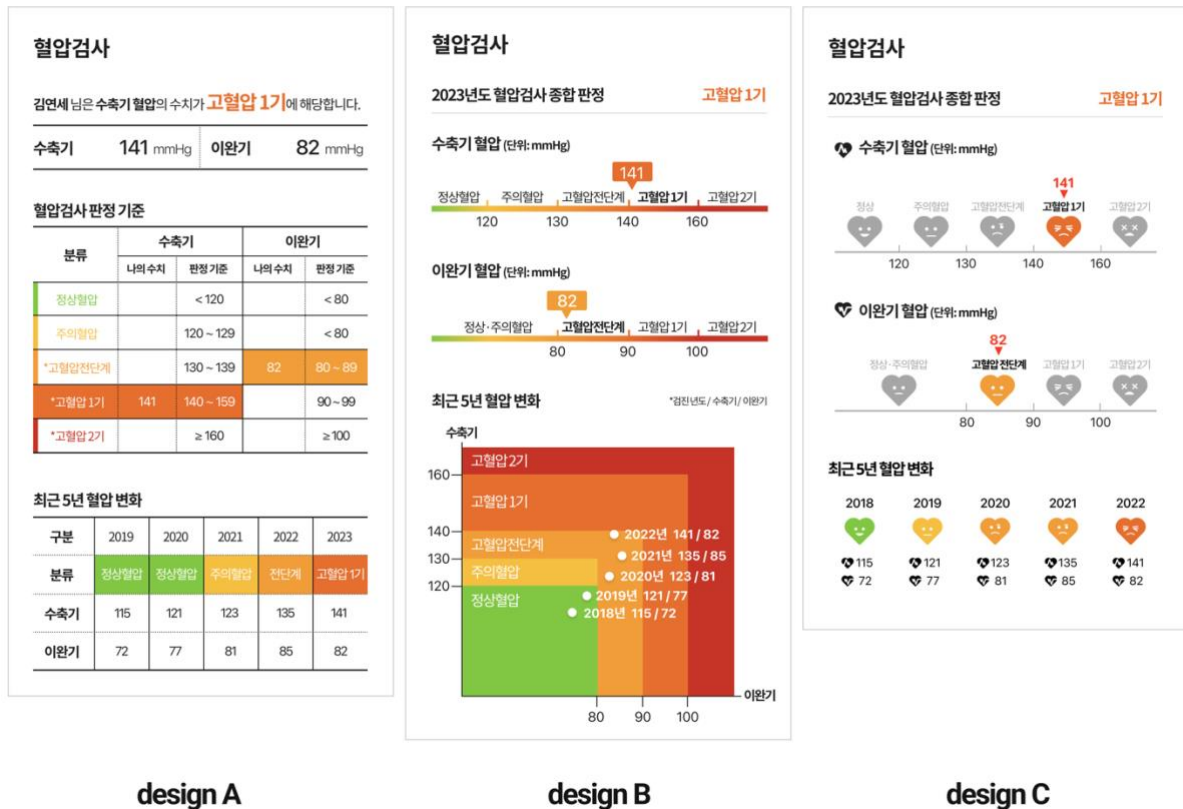 혈압검사
김연세 님은 수축기 혈압의 수치가 고혈압 1기에 해당합니다.
수축기 141 mmHg 이완기 82 mmHg
혈압검사 판정 기준
분류 수축기 이완기
나의 수치 판정 기준 나의 수치 판정 기준
정상혈압 < 120 < 80
주의혈압 120 ~ 129 < 80
*고혈압전단계 130 ~ 139 82 80 ~ 89
*고혈압 1기 141 140 ~ 159 90 ~ 99
*고혈압 2기 ≥ 160 ≥ 100
최근 5년 혈압 변화
구분 2019 2020 2021 2022 2023
분류 정상혈압 정상혈압 주의혈압 전단계 고혈압 1기
수축기 115 121 123 135 141
이완기 72 77 81 85 82
design A
혈압검사
2023년도 혈압검사 종합 판정 고혈압 1기
수축기 혈압 (단위: mmHg)
141
정상혈압 주의혈압 고혈압전단계 고혈압 1기 고혈압 2기
120 130 140 160
이완기 혈압 (단위: mmHg)
82
정상·주의혈압 고혈압전단계 고혈압 1기 고혈압 2기
80 90 100
최근 5년 혈압 변화 *검진 년도 / 수축기 / 이완기
수축기
고혈압 2기
160
고혈압 1기
140
2022년 141 / 82
고혈압전단계
2021년 135 / 85
130
주의혈압
2020년 123 / 81
120
정상혈압
2019년 121 / 77
2018년 115 / 72
이완기
80 90 100
design B
혈압검사
2023년도 혈압검사 종합 판정 고혈압 1기
수축기 혈압 (단위: mmHg)
141
정상 주의혈압 고혈압전단계 고혈압 1기 고혈압 2기
120 130 140 160
이완기 혈압 (단위: mmHg)
82
정상·주의혈압 고혈압 전단계 고혈압 1기 고혈압 2기
80 90 100
최근 5년 혈압 변화
2018 2019 2020 2021 2022
115 121 123 135 141
72 77 81 85 82
design C